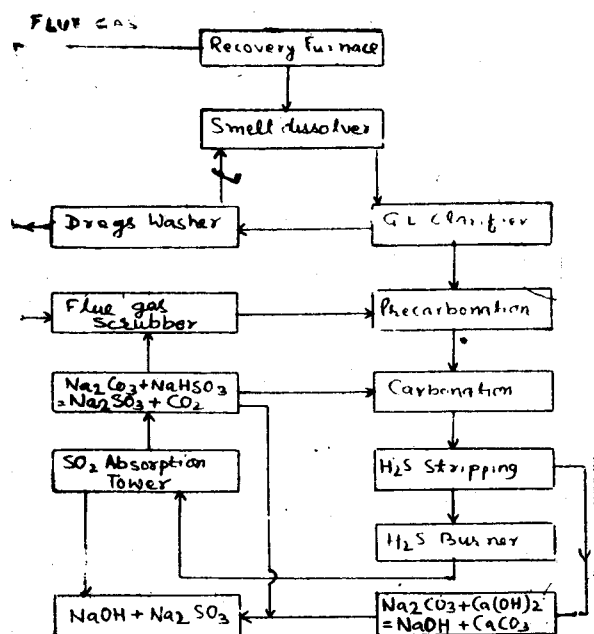 FLUE GAS
Recovery Furnace
Smell dissolver
Dregs Washer
GL Clarifier
Flue gas
Scrubber
Precarbonation
Na2Co3+NaHSO3
=Na2SO3+CO2
Carbonation
SO2 Absorption
Tower
H2S Stripping
H2S Burner
NaOH+Na2SO3
Na2CO3+Ca(OH)2
=NaOH+CaCO3